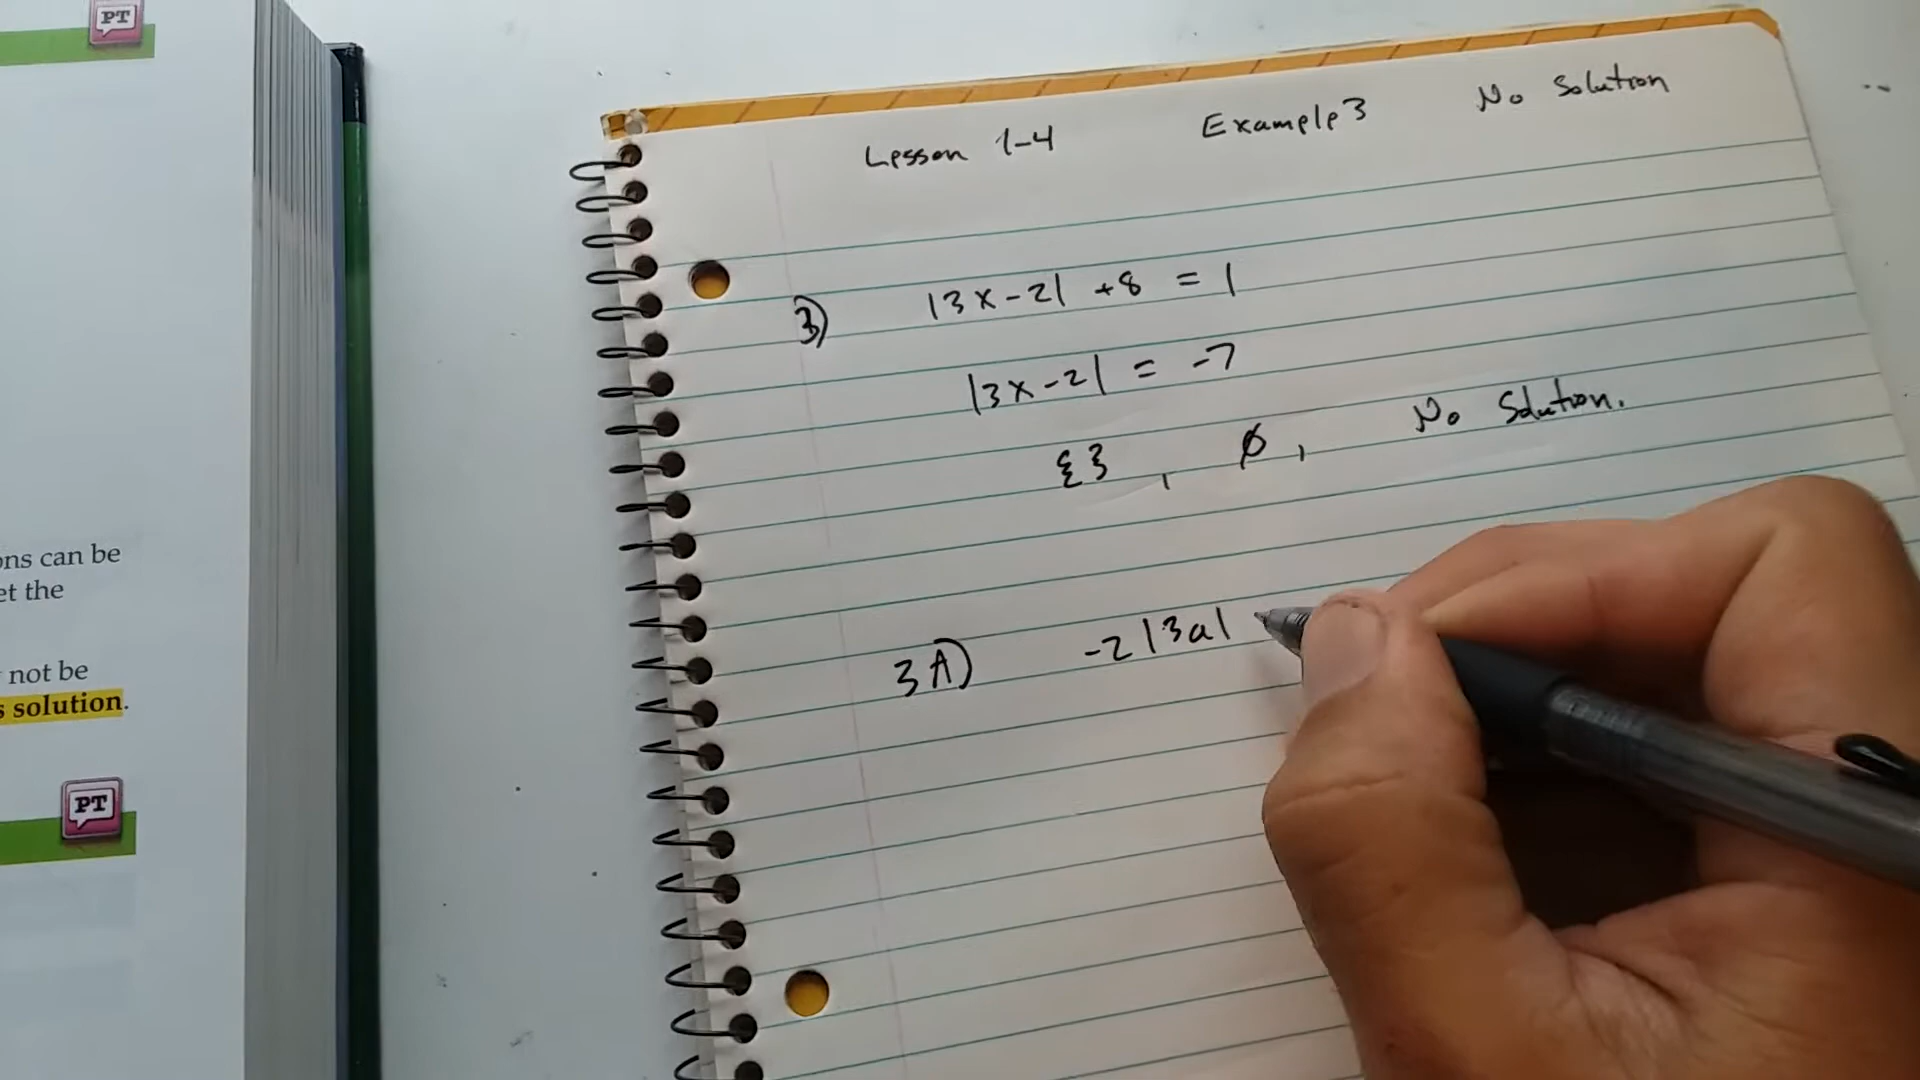 PT
ons can be
et the
not be
s solution.
PT
Lesson 1-4 Example 3 No Solution
3) |3x-2| +8 = 1
|3x-2| = -7
{} , ∅ , No Solution.
3A) -2|3a|